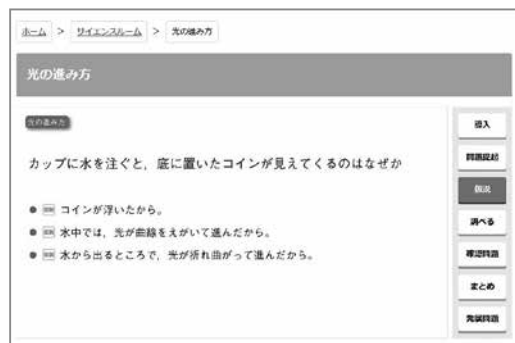 ホーム > サイエンスルーム > 光の進み方
光の進み方
光の進み方
カップに水を注ぐと，底に置いたコインが見えてくるのはなぜか
● コインが浮いたから。
● 水中では，光が曲線をえがいて進んだから。
● 水から出るところで，光が折れ曲がって進んだから。
導入
問題提起
仮説
調べる
確認問題
まとめ
発展問題